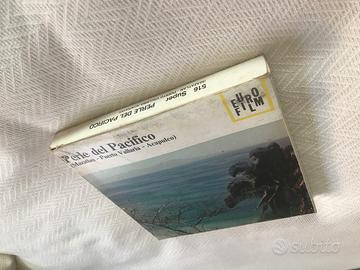 516 Super PERLE DEL PACIFICO
EURO
FILM
Perle del Pacifico
(Mazatlan - Puerto Vallarta - Acapulco)
subito